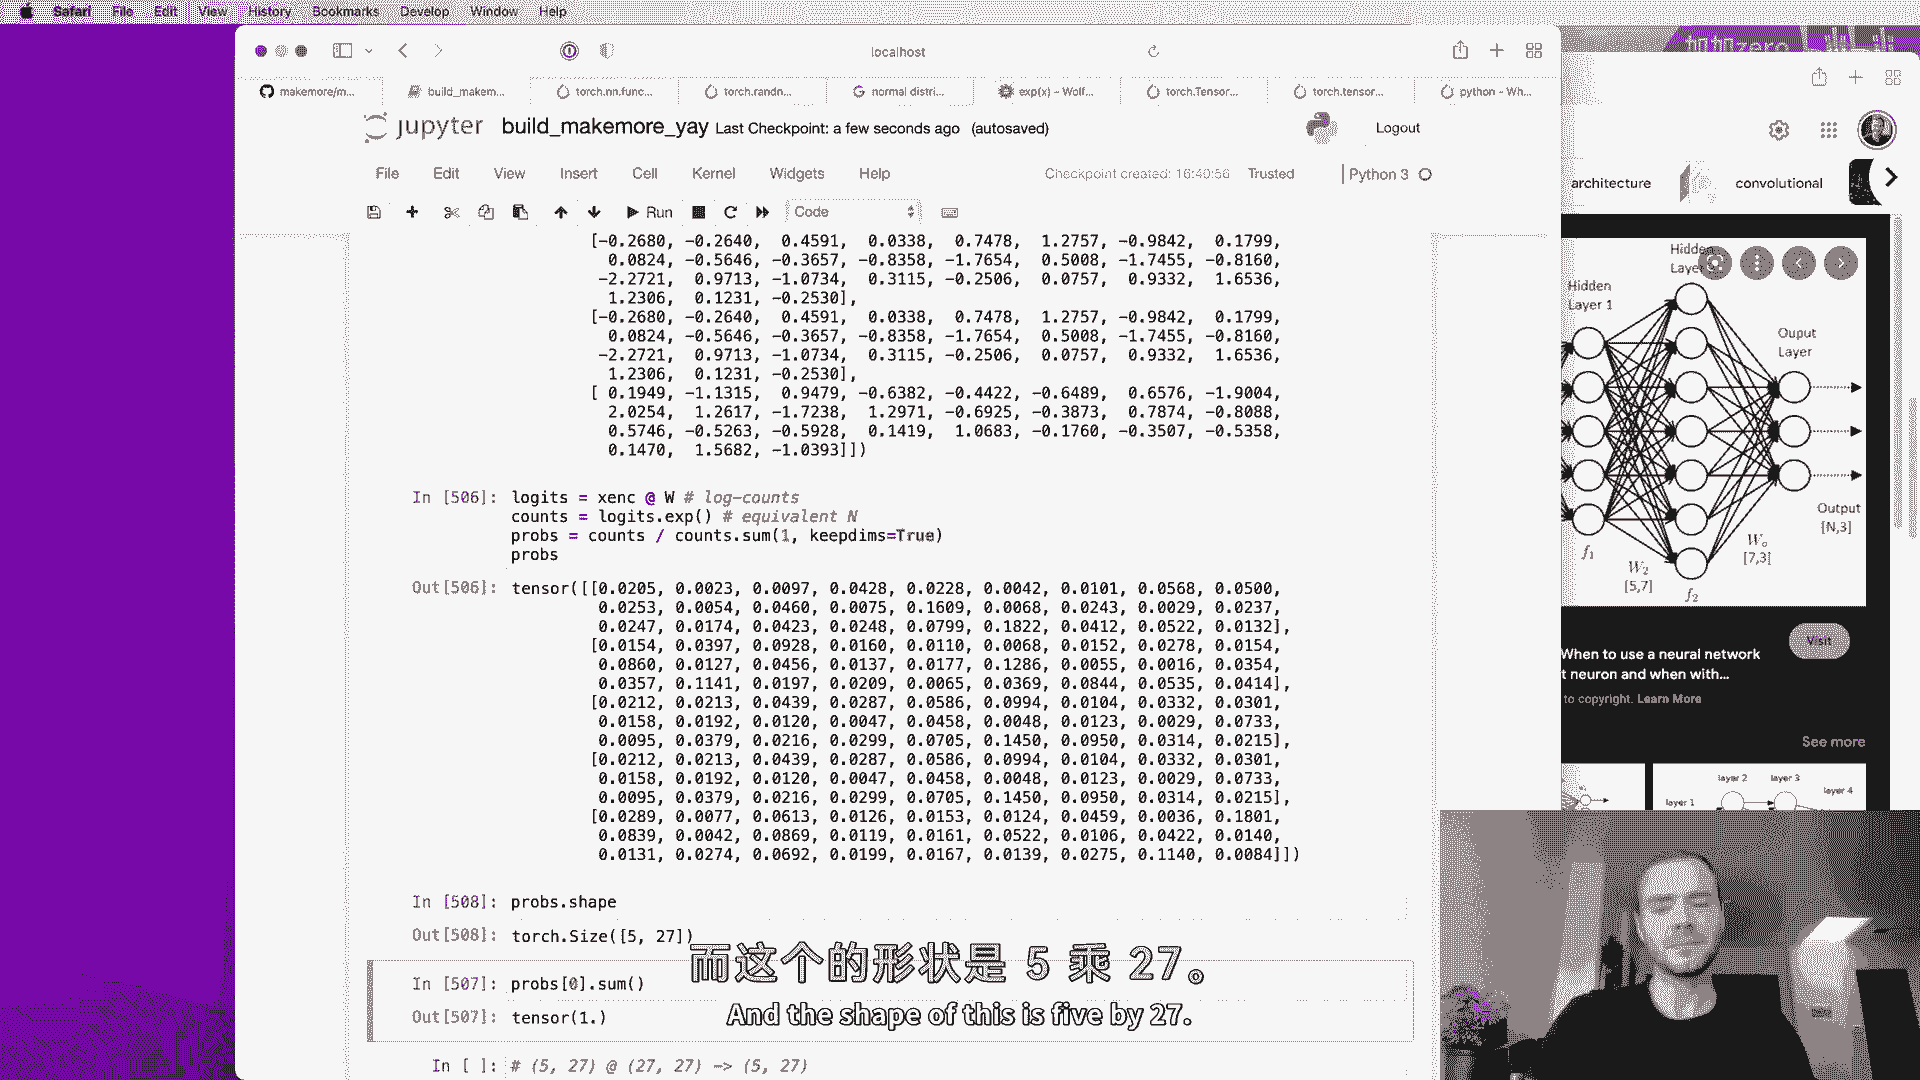 Safari File Edit View History Bookmarks Develop Window Help
localhost
makemore/m... build_makem... torch.nn.func... torch.randn... normal distri... exp(x) - Wolf... torch.Tensor... torch.tensor... python - Wh...
jupyter build_makemore_yay Last Checkpoint: a few seconds ago (autosaved) Logout
File Edit View Insert Cell Kernel Widgets Help Checkpoint created: 16:40:56 Trusted Python 3
Run Code
[-0.2680, -0.2640, 0.4591, 0.0338, 0.7478, 1.2757, -0.9842, 0.1799,
0.0824, -0.5646, -0.3657, -0.8358, -1.7654, 0.5008, -1.7455, -0.8160,
-2.2721, 0.9713, -1.0734, 0.3115, -0.2506, 0.0757, 0.9332, 1.6536,
1.2306, 0.1231, -0.2530],
[-0.2680, -0.2640, 0.4591, 0.0338, 0.7478, 1.2757, -0.9842, 0.1799,
0.0824, -0.5646, -0.3657, -0.8358, -1.7654, 0.5008, -1.7455, -0.8160,
-2.2721, 0.9713, -1.0734, 0.3115, -0.2506, 0.0757, 0.9332, 1.6536,
1.2306, 0.1231, -0.2530],
[ 0.1949, -1.1315, 0.9479, -0.6382, -0.4422, -0.6489, 0.6576, -1.9004,
2.0254, 1.2617, -1.7238, 1.2971, -0.6925, -0.3873, 0.7874, -0.8088,
0.5746, -0.5263, -0.5928, 0.1419, 1.0683, -0.1760, -0.3507, -0.5358,
0.1470, 1.5682, -1.0393]])
In [506]: logits = xenc @ W # log-counts
counts = logits.exp() # equivalent N
probs = counts / counts.sum(1, keepdims=True)
probs
Out[506]: tensor([[0.0205, 0.0023, 0.0097, 0.0428, 0.0228, 0.0042, 0.0101, 0.0568, 0.0500,
0.0253, 0.0054, 0.0460, 0.0075, 0.1609, 0.0068, 0.0243, 0.0029, 0.0237,
0.0247, 0.0174, 0.0423, 0.0248, 0.0799, 0.1822, 0.0412, 0.0522, 0.0132],
[0.0154, 0.0397, 0.0928, 0.0160, 0.0110, 0.0068, 0.0152, 0.0278, 0.0154,
0.0860, 0.0127, 0.0456, 0.0137, 0.0177, 0.1286, 0.0055, 0.0016, 0.0354,
0.0357, 0.1141, 0.0197, 0.0209, 0.0065, 0.0369, 0.0844, 0.0535, 0.0414],
[0.0212, 0.0213, 0.0439, 0.0287, 0.0586, 0.0994, 0.0104, 0.0332, 0.0301,
0.0158, 0.0192, 0.0120, 0.0047, 0.0458, 0.0048, 0.0123, 0.0029, 0.0733,
0.0095, 0.0379, 0.0216, 0.0299, 0.0705, 0.1450, 0.0950, 0.0314, 0.0215],
[0.0212, 0.0213, 0.0439, 0.0287, 0.0586, 0.0994, 0.0104, 0.0332, 0.0301,
0.0158, 0.0192, 0.0120, 0.0047, 0.0458, 0.0048, 0.0123, 0.0029, 0.0733,
0.0095, 0.0379, 0.0216, 0.0299, 0.0705, 0.1450, 0.0950, 0.0314, 0.0215],
[0.0289, 0.0077, 0.0613, 0.0126, 0.0153, 0.0124, 0.0459, 0.0036, 0.1801,
0.0839, 0.0042, 0.0869, 0.0119, 0.0161, 0.0522, 0.0106, 0.0422, 0.0140,
0.0131, 0.0274, 0.0692, 0.0199, 0.0167, 0.0139, 0.0275, 0.1140, 0.0084]])
In [508]: probs.shape
Out[508]: torch.Size([5, 27])
In [507]: probs[0].sum()
Out[507]: tensor(1.)
In [ ]: # (5, 27) @ (27, 27) -> (5, 27)
而这个的形状是 5 乘 27。
And the shape of this is five by 27.
architecture convolutional
Hidden
Layer
Hidden
Layer 1
Ouput
Layer
Output
[N,3]
f₁
W₂
[5,7]
f₂
Wₒ
[7,3]
Visit
When to use a neural network
t neuron and when with...
to copyright. Learn More
See more
layer 1 layer 2 layer 3 layer 4